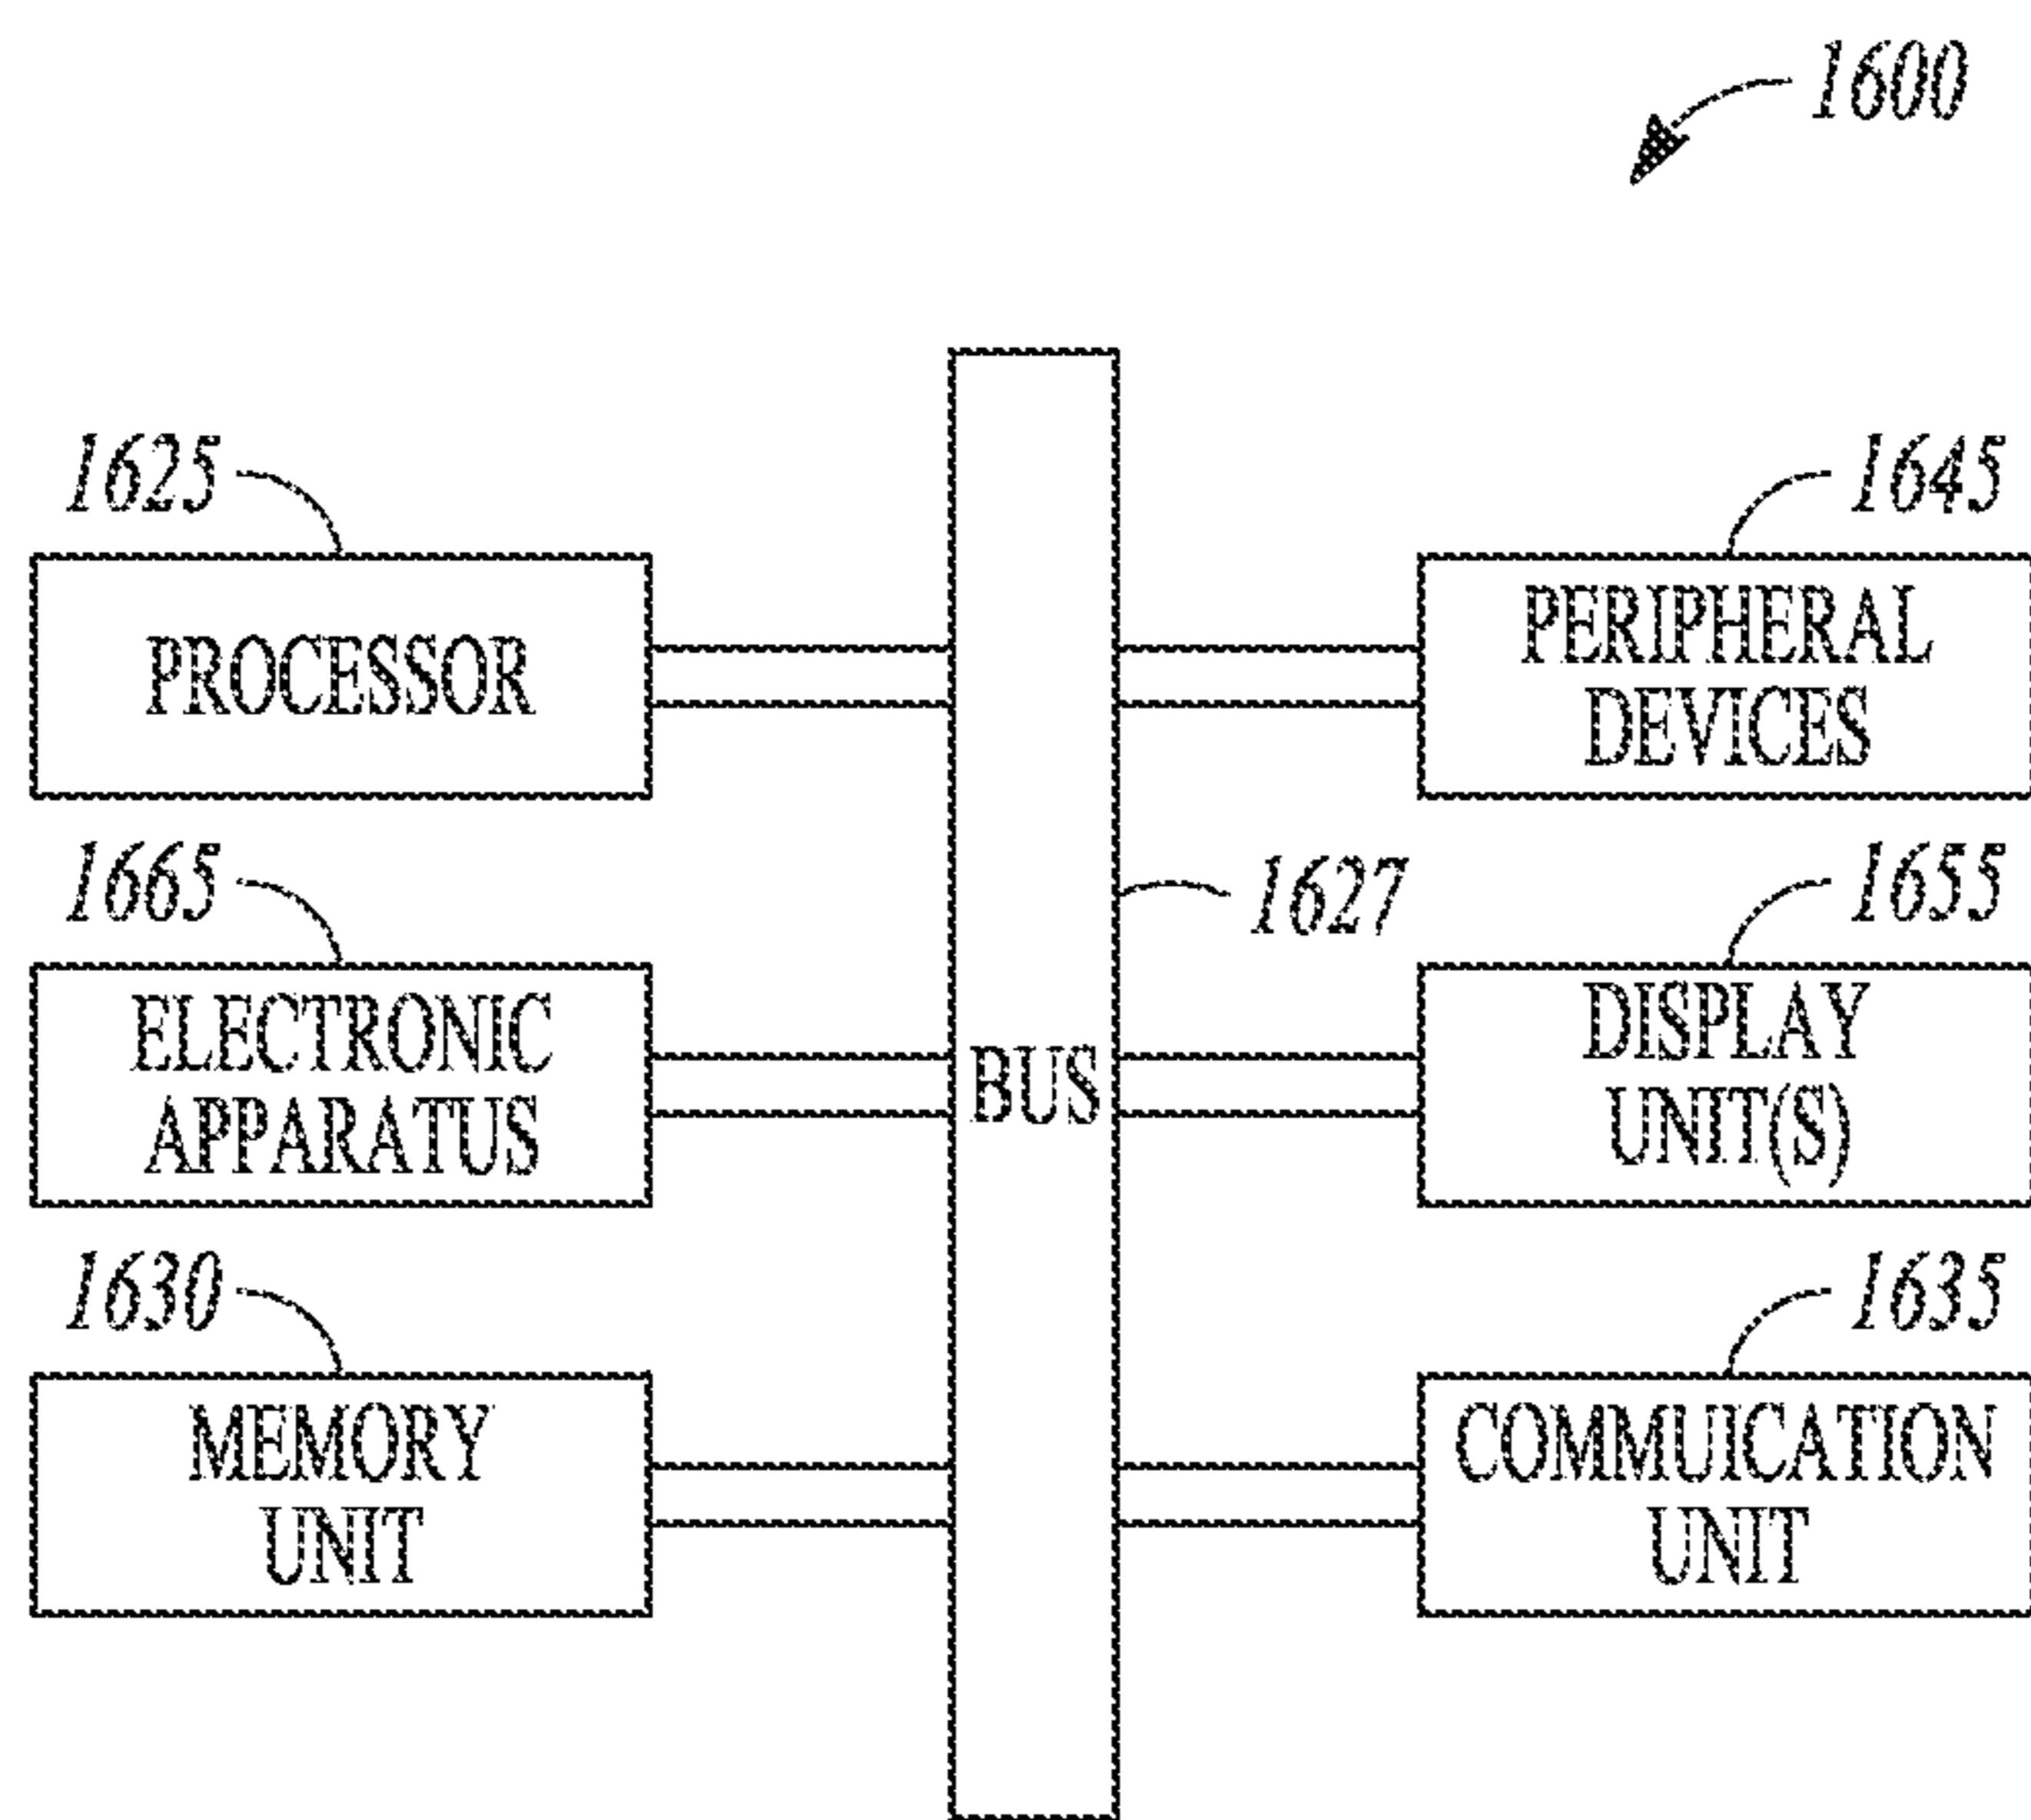 1600
1625
PROCESSOR
1645
PERIPHERAL
DEVICES
1665
ELECTRONIC
APPARATUS
1627
BUS
1655
DISPLAY
UNIT(S)
1630
MEMORY
UNIT
1635
COMMUICATION
UNIT